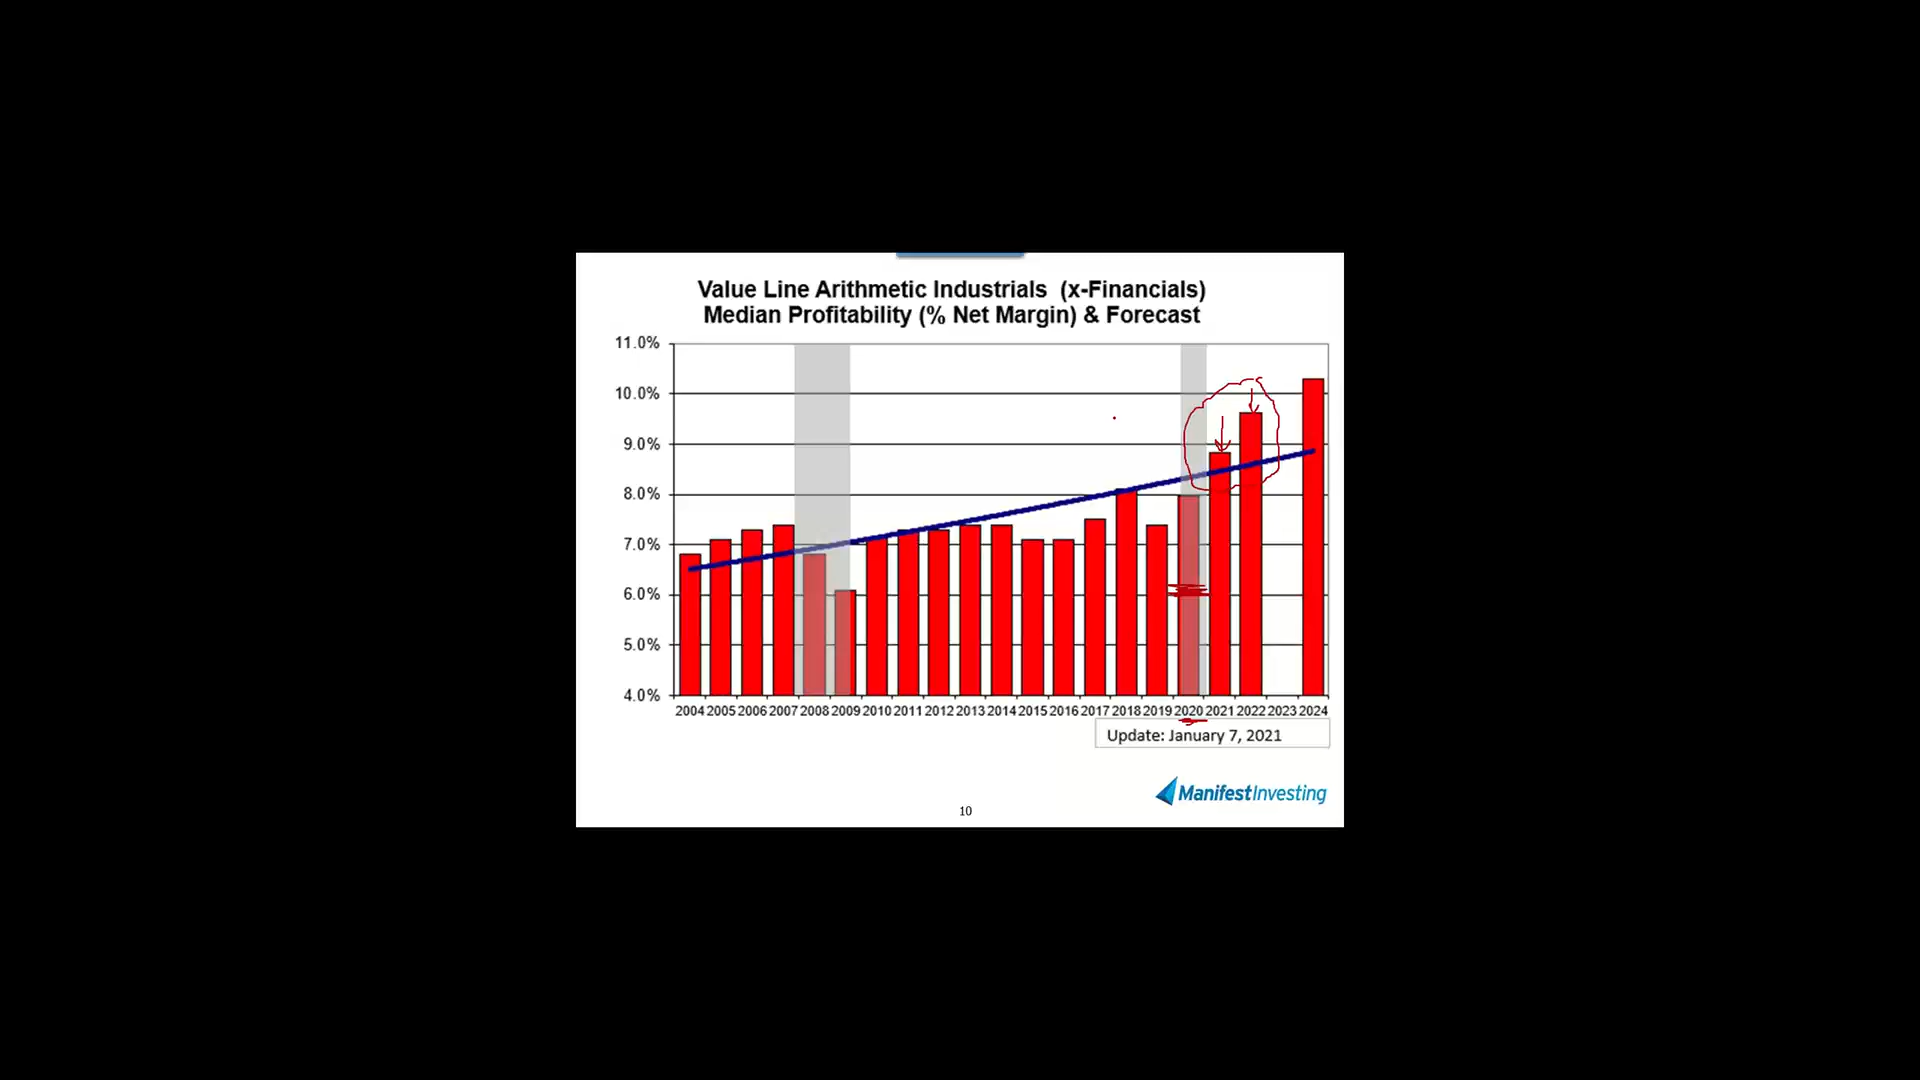 Value Line Arithmetic Industrials (x-Financials)
Median Profitability (% Net Margin) & Forecast
11.0%
10.0%
9.0%
8.0%
7.0%
6.0%
5.0%
4.0%
2004 2005 2006 2007 2008 2009 2010 2011 2012 2013 2014 2015 2016 2017 2018 2019 2020 2021 2022 2023 2024
Update: January 7, 2021
ManifestInvesting
10